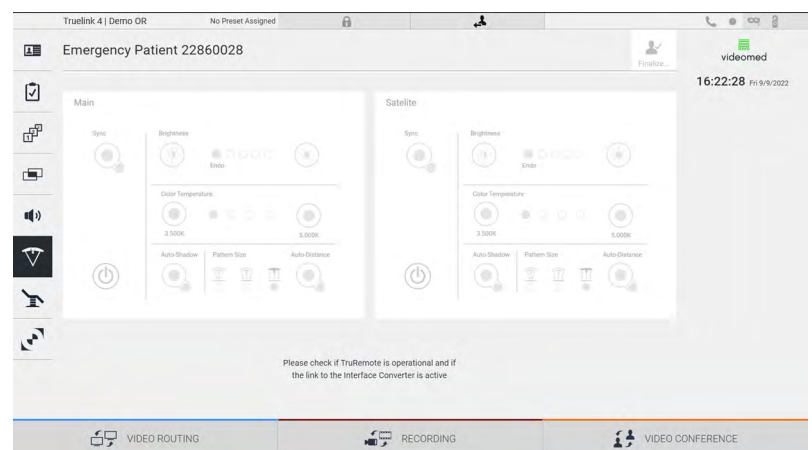 Truelink 4 | Demo OR
No Preset Assigned
Emergency Patient 22860028
Finalize...
videomed
16:22:28 Fri 9/9/2022
Main
Sync
Brightness
Endo
Color Temperature
3.500K
5.000K
Auto-Shadow
Pattern Size
Auto-Distance
Satelite
Sync
Brightness
Endo
Color Temperature
3.500K
5.000K
Auto-Shadow
Pattern Size
Auto-Distance
Please check if TruRemote is operational and if
the link to the Interface Converter is active
VIDEO ROUTING
RECORDING
VIDEO CONFERENCE